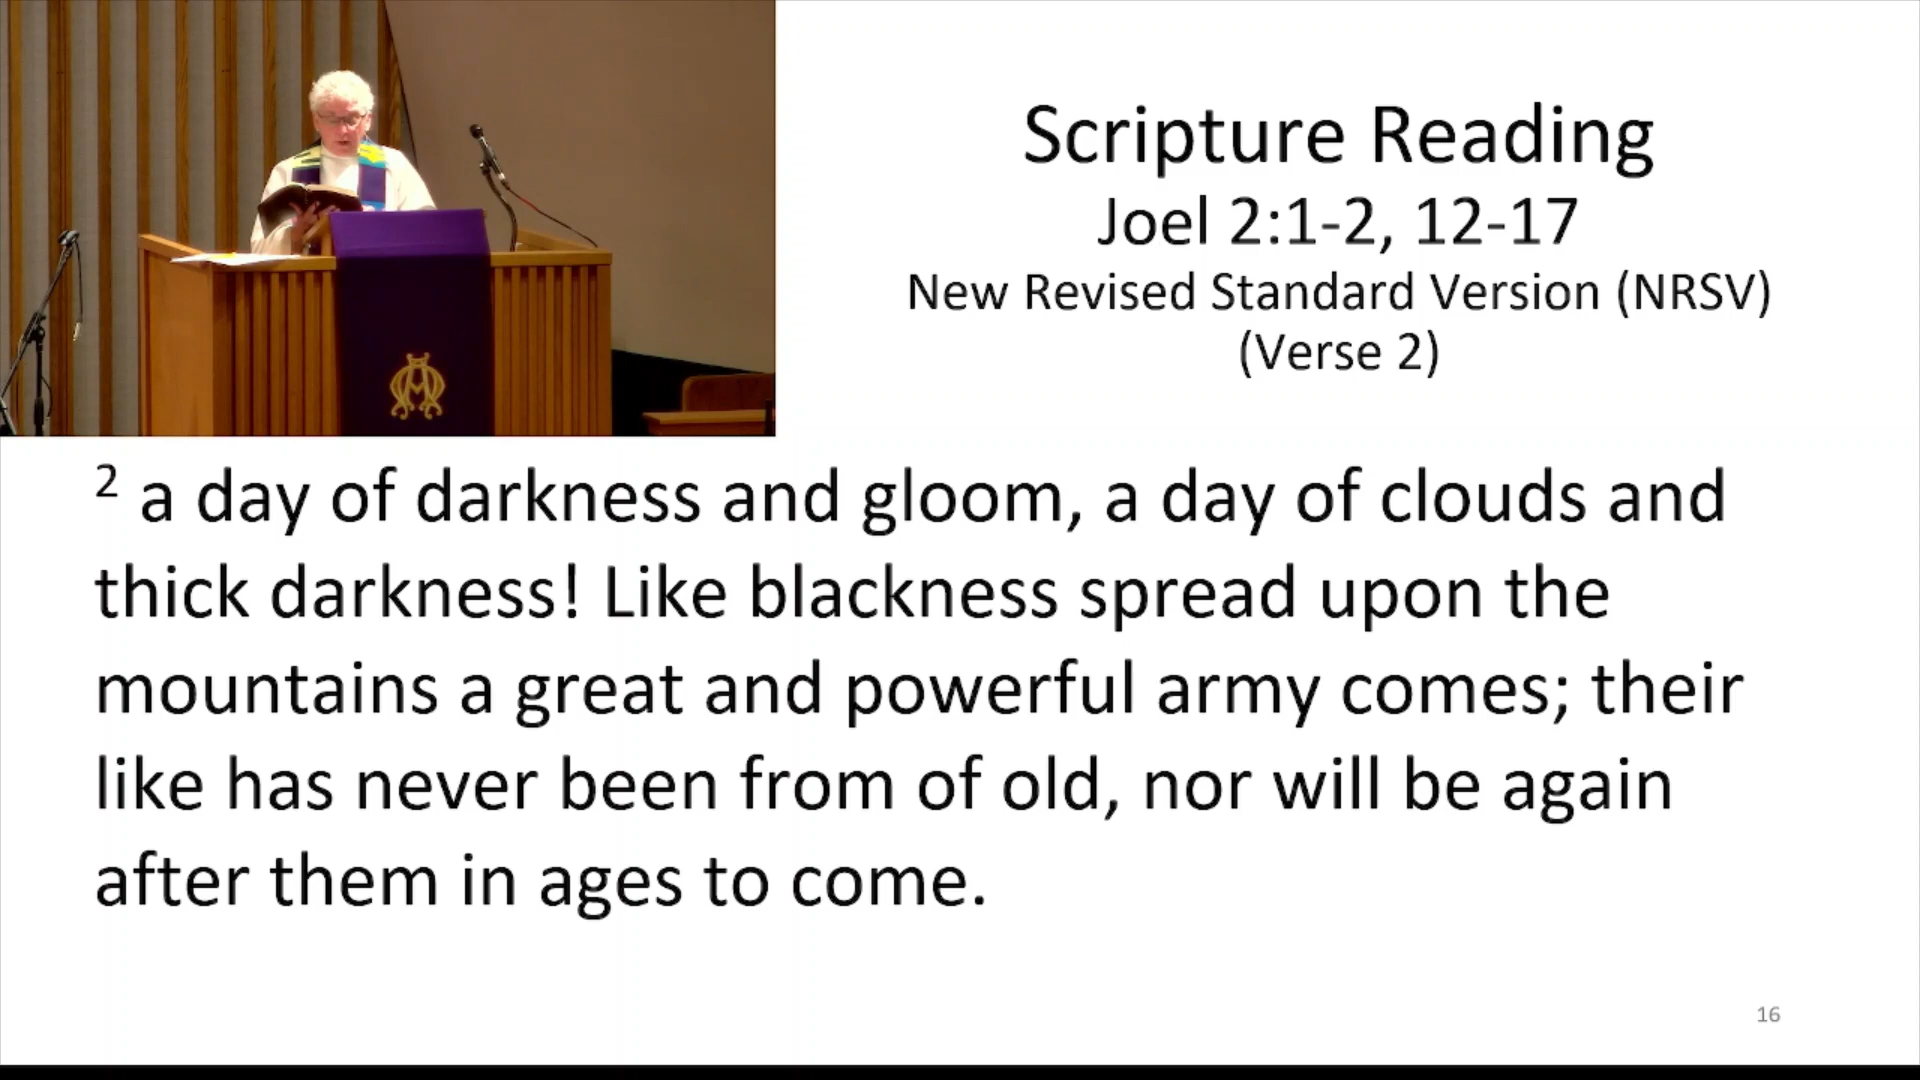 Scripture Reading
Joel 2:1-2, 12-17
New Revised Standard Version (NRSV)
(Verse 2)
2 a day of darkness and gloom, a day of clouds and
thick darkness! Like blackness spread upon the
mountains a great and powerful army comes; their
like has never been from of old, nor will be again
after them in ages to come.
16